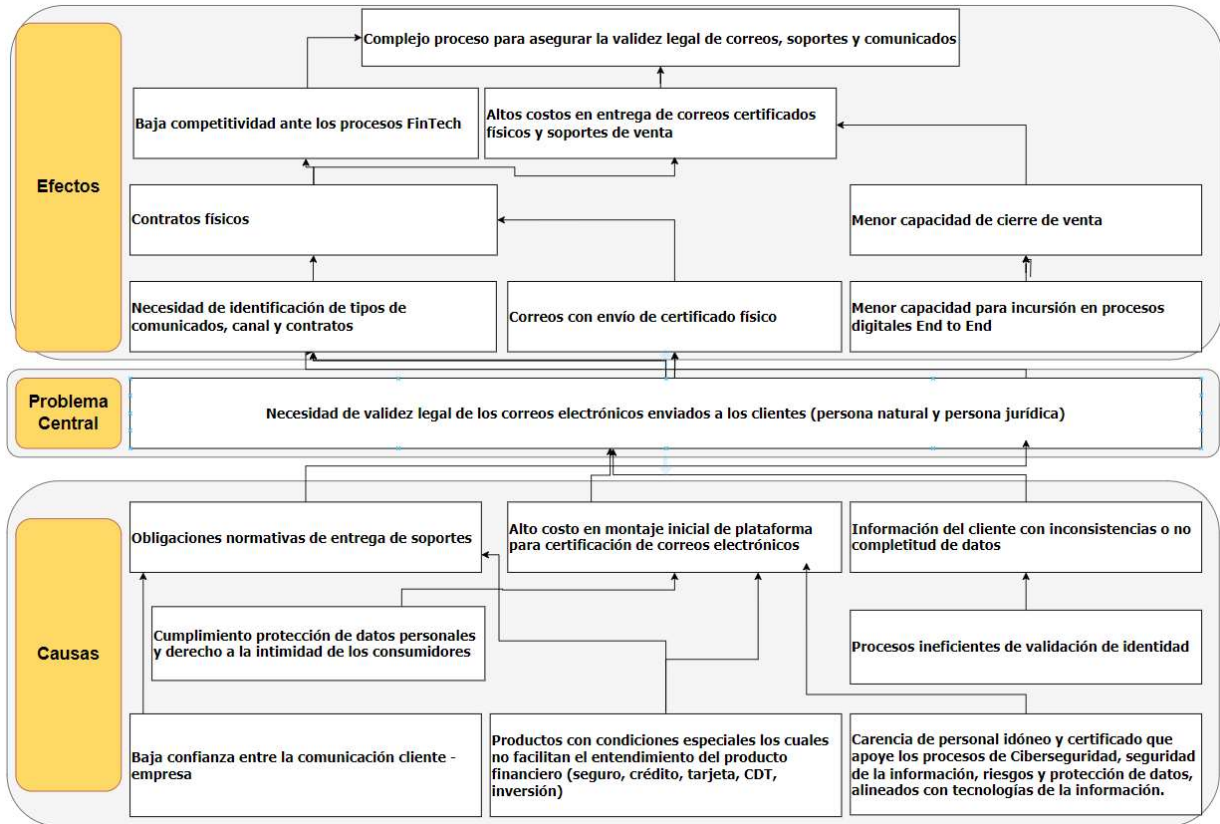 Efectos
Complejo proceso para asegurar la validez legal de correos, soportes y comunicados
Baja competitividad ante los procesos FinTech
Altos costos en entrega de correos certificados
físicos y soportes de venta
Contratos físicos
Menor capacidad de cierre de venta
Necesidad de identificación de tipos de
comunicados, canal y contratos
Correos con envío de certificado físico
Menor capacidad para incursión en procesos
digitales End to End
Problema
Central
Necesidad de validez legal de los correos electrónicos enviados a los clientes (persona natural y persona jurídica)
Causas
Obligaciones normativas de entrega de soportes
Alto costo en montaje inicial de plataforma
para certificación de correos electrónicos
Información del cliente con inconsistencias o no
completitud de datos
Cumplimiento protección de datos personales
y derecho a la intimidad de los consumidores
Procesos ineficientes de validación de identidad
Baja confianza entre la comunicación cliente -
empresa
Productos con condiciones especiales los cuales
no facilitan el entendimiento del producto
financiero (seguro, crédito, tarjeta, CDT,
inversión)
Carencia de personal idóneo y certificado que
apoye los procesos de Ciberseguridad, seguridad
de la información, riesgos y protección de datos,
alineados con tecnologías de la información.